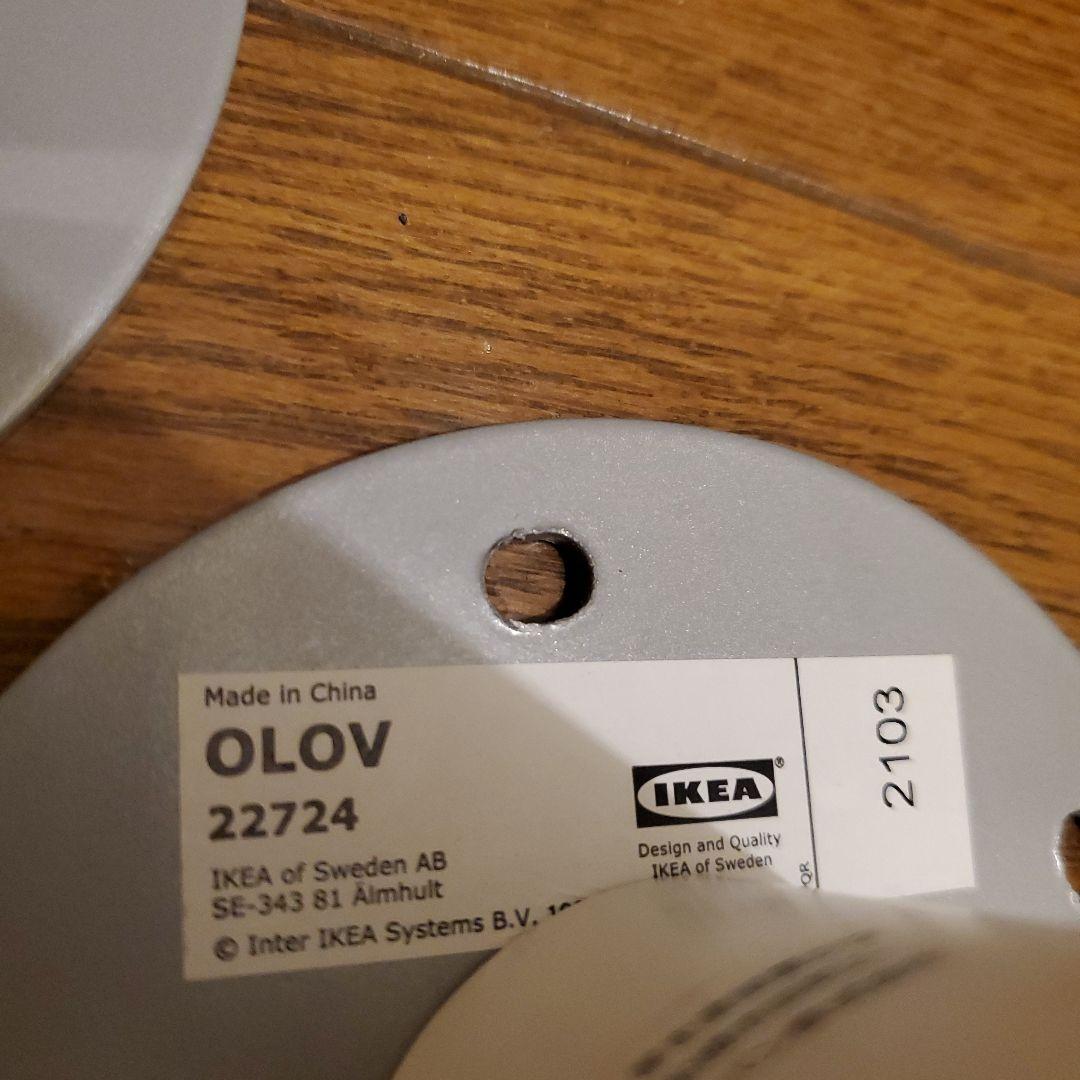 Made in China
OLOV
22724
IKEA of Sweden AB
SE-343 81 Älmhult
© Inter IKEA Systems B.V.
IKEA®
Design and Quality
IKEA of Sweden
2103